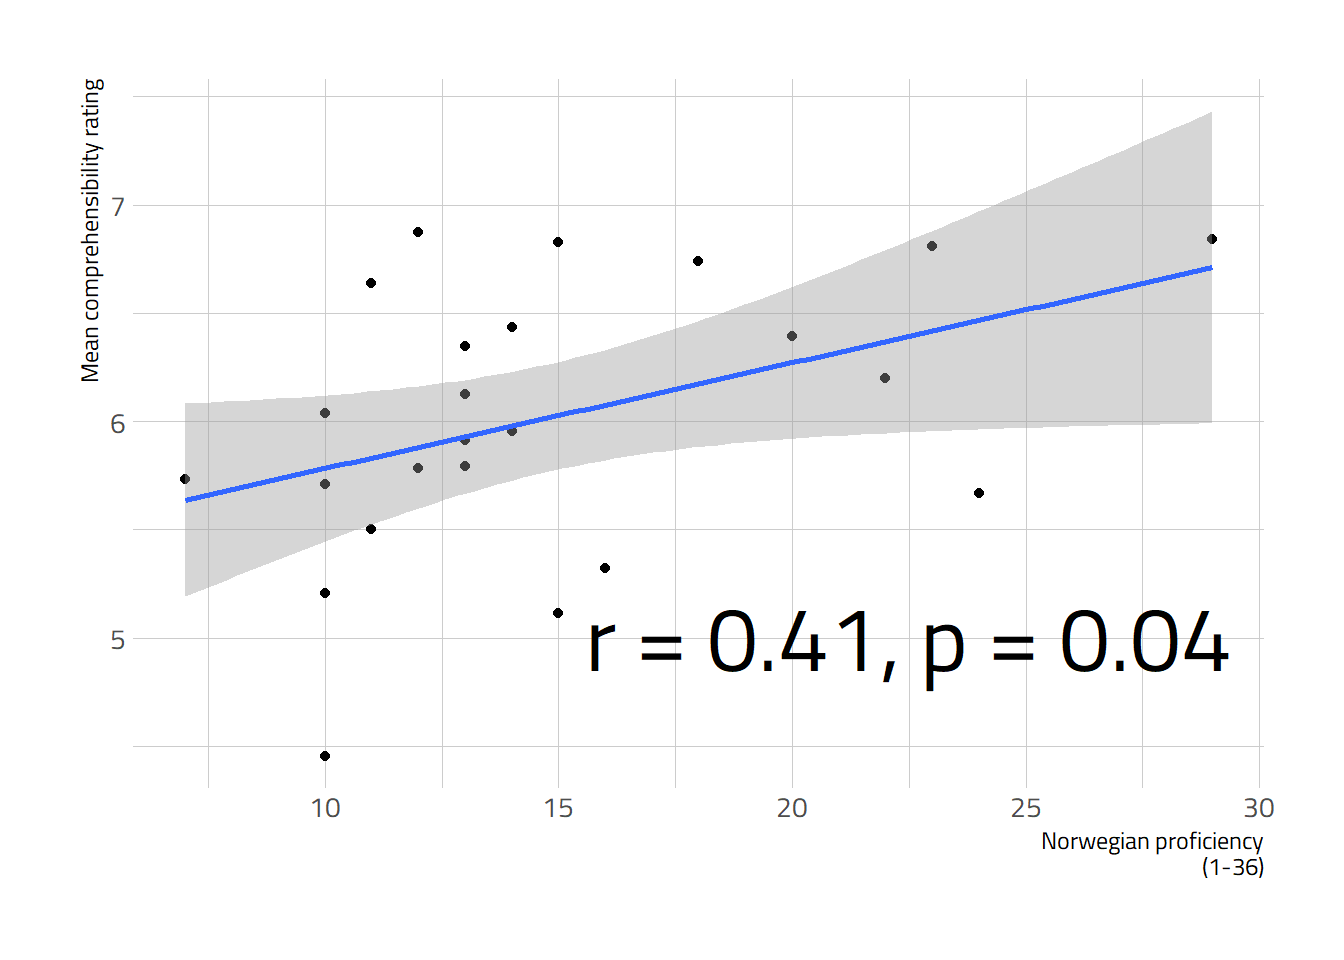 Mean comprehensibility rating
7
6
5
r = 0.41, p = 0.04
10 15 20 25 30
Norwegian proficiency
(1-36)